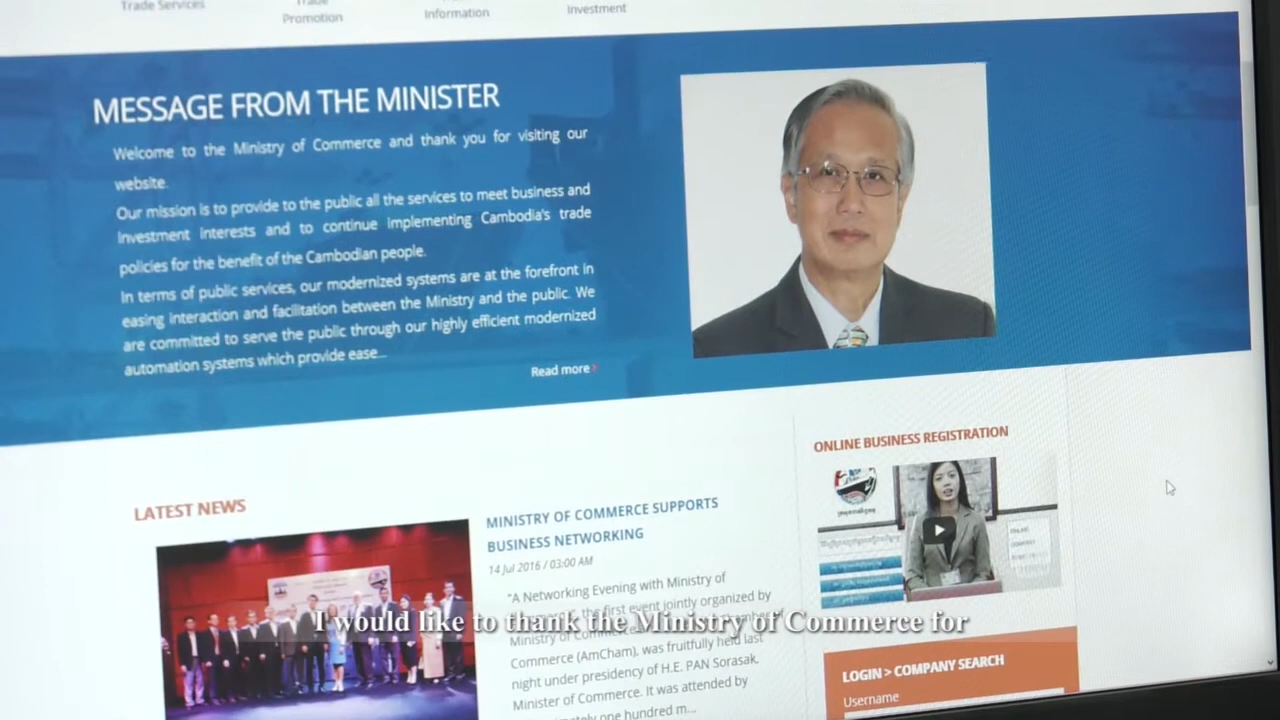 Trade Services
Trade
Promotion
Information
Investment
MESSAGE FROM THE MINISTER
Welcome to the Ministry of Commerce and thank you for visiting our
website.
Our mission is to provide to the public all the services to meet business and
Investment Interests and to continue implementing Cambodia's trade
policies for the benefit of the Cambodian people.
In terms of public services, our modernized systems are at the forefront in
easing interaction and facilitation between the Ministry and the public. We
are committed to serve the public through our highly efficient modernized
automation systems which provide ease...
Read more
LATEST NEWS
MINISTRY OF COMMERCE SUPPORTS
BUSINESS NETWORKING
14 Jul 2016 / 03:00 AM
"A Networking Evening with Ministry of
the first event jointly organized by
Ministry of
Commerce (AmCham), was fruitfully held last
night under presidency of H.E. PAN Sorasak,
Minister of Commerce. It was attended by
one hundred m...
ONLINE BUSINESS REGISTRATION
LOGIN > COMPANY SEARCH
Username
I would like to thank the Ministry of Commerce for